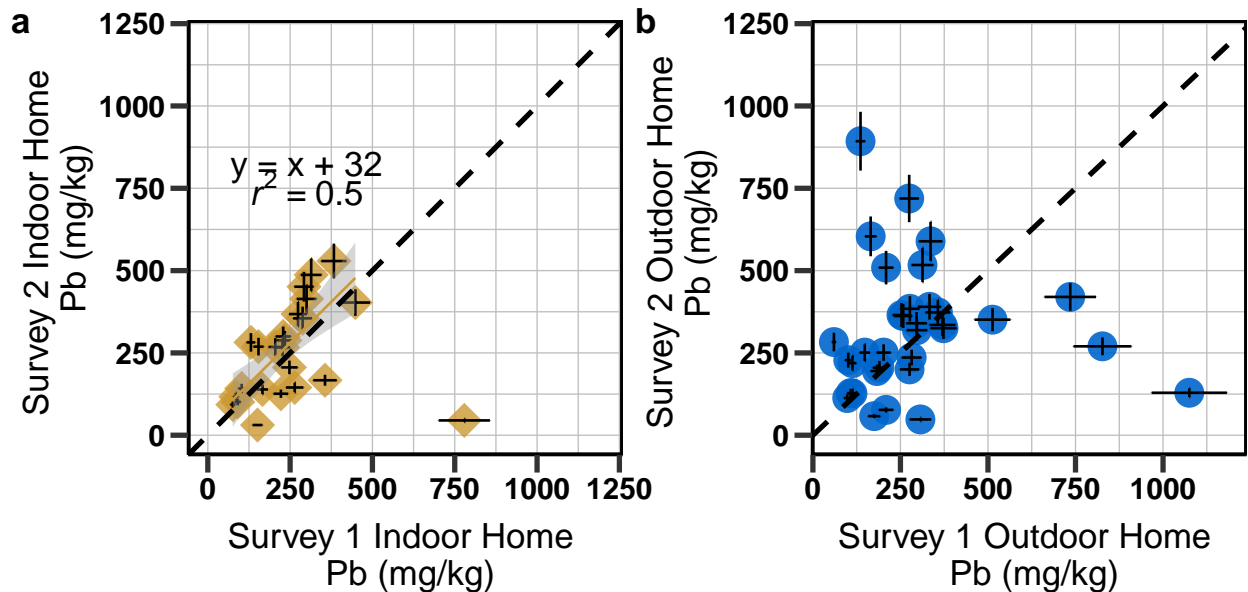 a
1250
1000
750
500
250
0
Survey 2 Indoor Home
Pb (mg/kg)
y = x + 32
r² = 0.5
0 250 500 750 1000 1250
Survey 1 Indoor Home
Pb (mg/kg)
b
1250
1000
750
500
250
0
Survey 2 Outdoor Home
Pb (mg/kg)
0 250 500 750 1000
Survey 1 Outdoor Home
Pb (mg/kg)